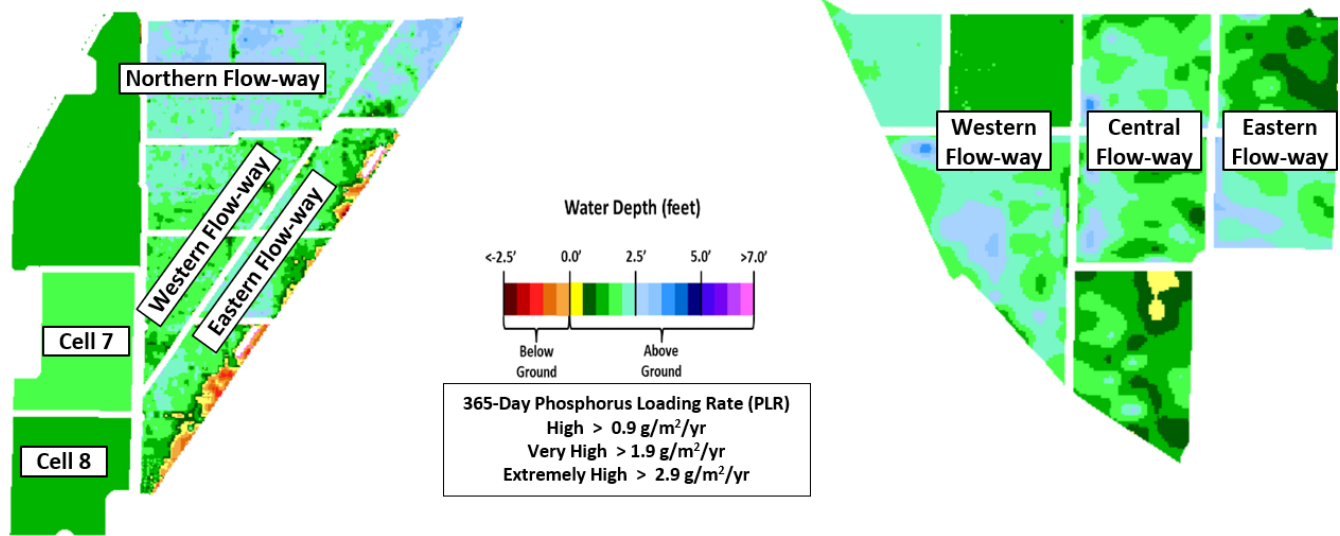 Northern Flow-way
Western Flow-way
Eastern Flow-way
Cell 7
Cell 8
Water Depth (feet)
<-2.5' 0.0' 2.5' 5.0' >7.0'
Below
Ground
Above
Ground
365-Day Phosphorus Loading Rate (PLR)
High > 0.9 g/m²/yr
Very High > 1.9 g/m²/yr
Extremely High > 2.9 g/m²/yr
Western
Flow-way
Central
Flow-way
Eastern
Flow-way